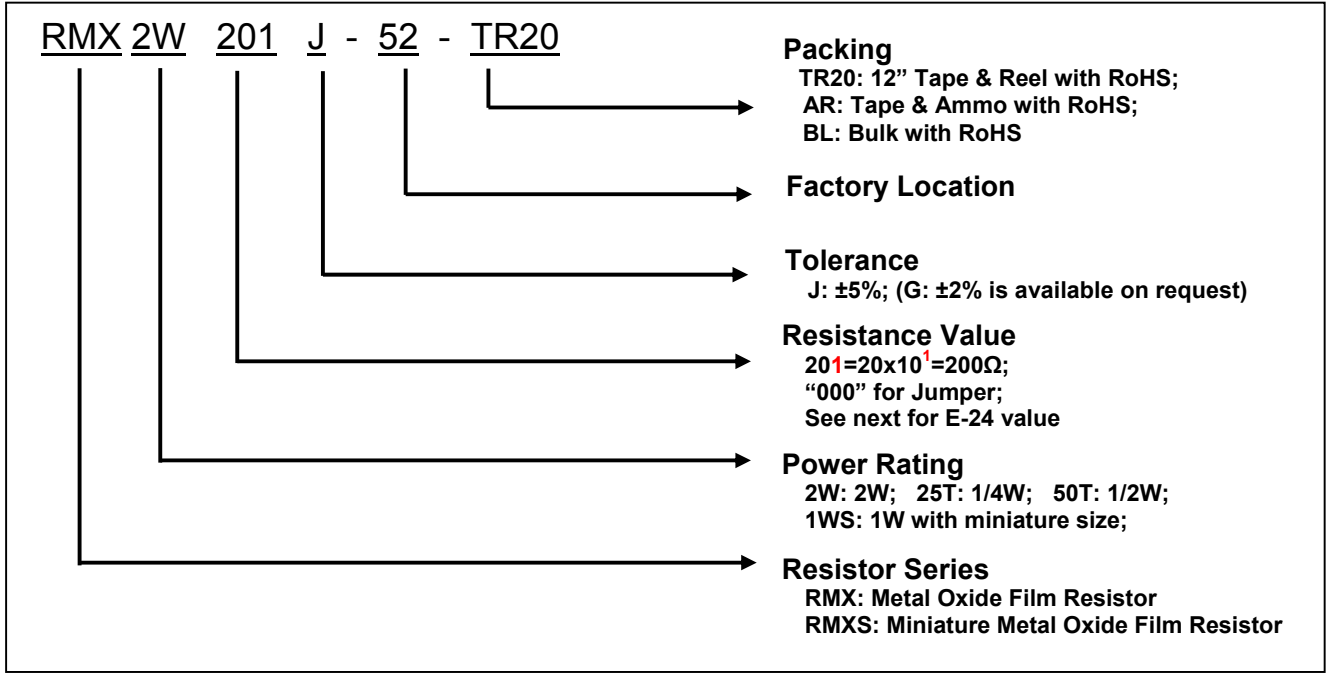 RMX 2W 201 J - 52 - TR20
Packing
TR20: 12” Tape & Reel with RoHS;
AR: Tape & Ammo with RoHS;
BL: Bulk with RoHS
Factory Location
Tolerance
J: ±5%; (G: ±2% is available on request)
Resistance Value
201=20x10¹=200Ω;
“000” for Jumper;
See next for E-24 value
Power Rating
2W: 2W; 25T: 1/4W; 50T: 1/2W;
1WS: 1W with miniature size;
Resistor Series
RMX: Metal Oxide Film Resistor
RMXS: Miniature Metal Oxide Film Resistor